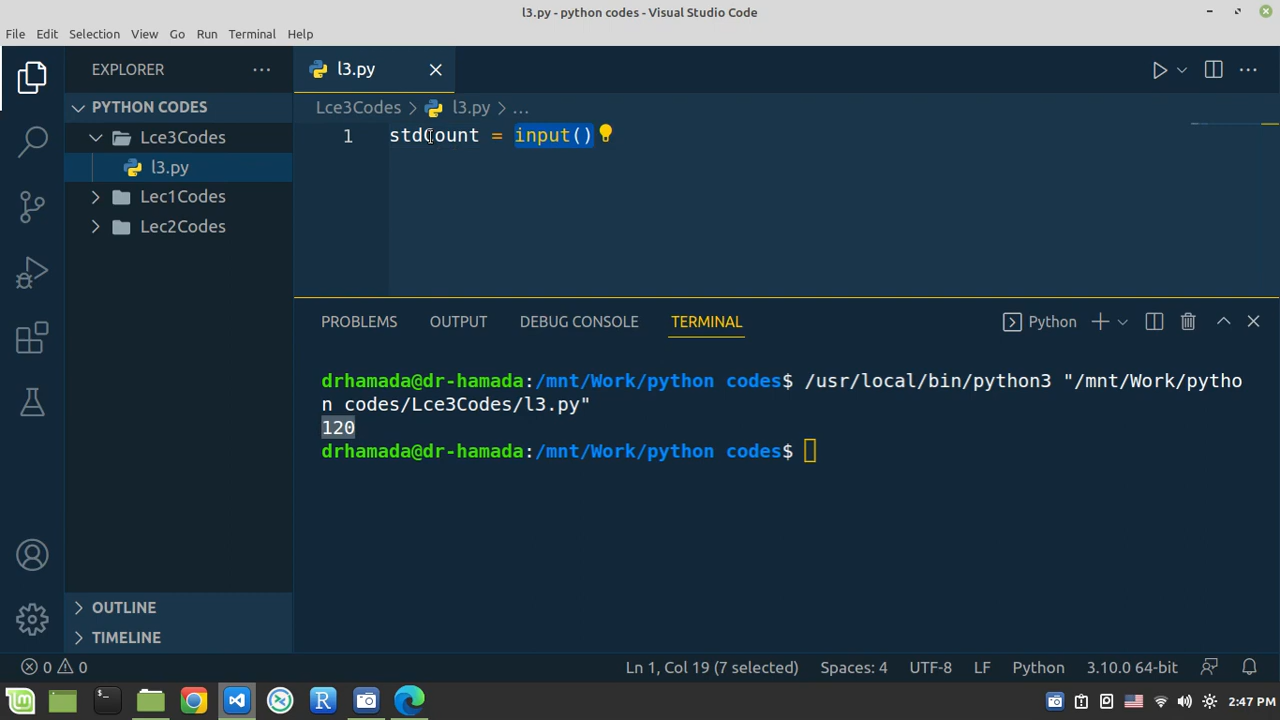 l3.py - python codes - Visual Studio Code
File Edit Selection View Go Run Terminal Help
EXPLORER
l3.py
PYTHON CODES
Lce3Codes > l3.py > ...
Lce3Codes
1 stdCount = input()
l3.py
Lec1Codes
Lec2Codes
PROBLEMS OUTPUT DEBUG CONSOLE TERMINAL Python
drhamada@dr-hamada:/mnt/Work/python codes$ /usr/local/bin/python3 "/mnt/Work/pytho
n codes/Lce3Codes/l3.py"
120
drhamada@dr-hamada:/mnt/Work/python codes$
OUTLINE
TIMELINE
0 0 Ln 1, Col 19 (7 selected) Spaces: 4 UTF-8 LF Python 3.10.0 64-bit
2:47 PM